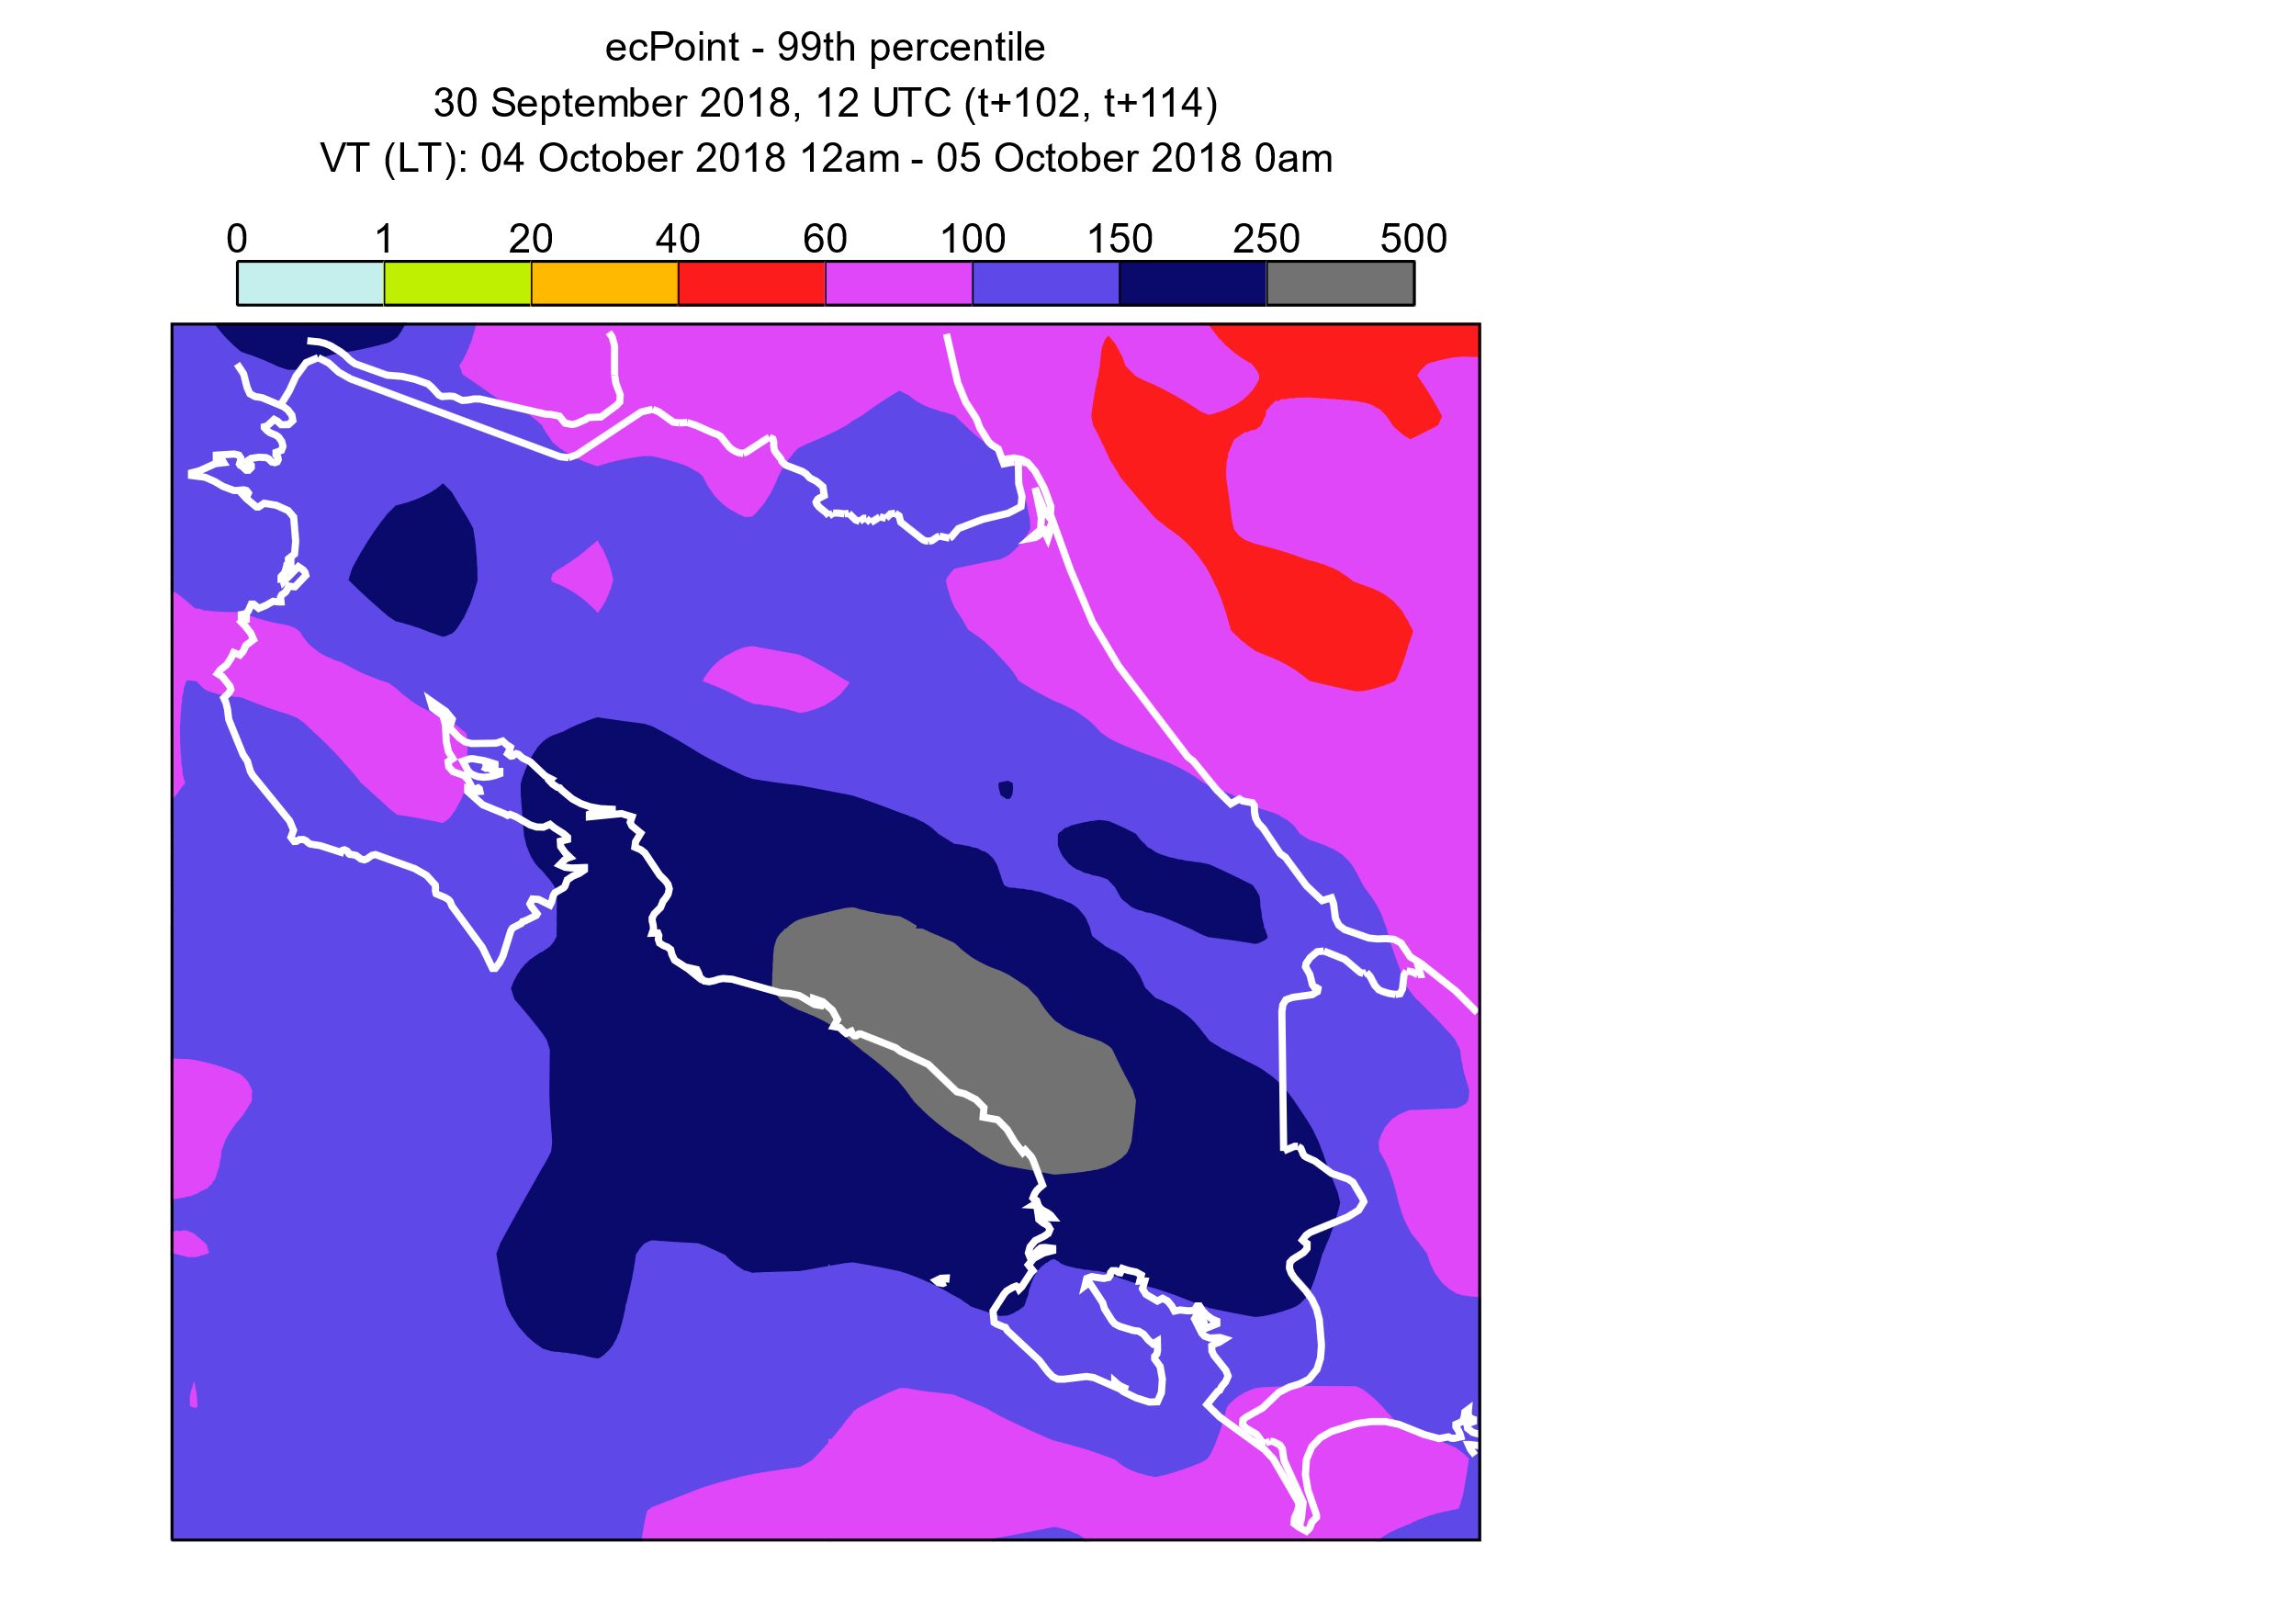 ecPoint - 99th percentile
30 September 2018, 12 UTC (t+102, t+114)
VT (LT): 04 October 2018 12am - 05 October 2018 0am
0 1 20 40 60 100 150 250 500